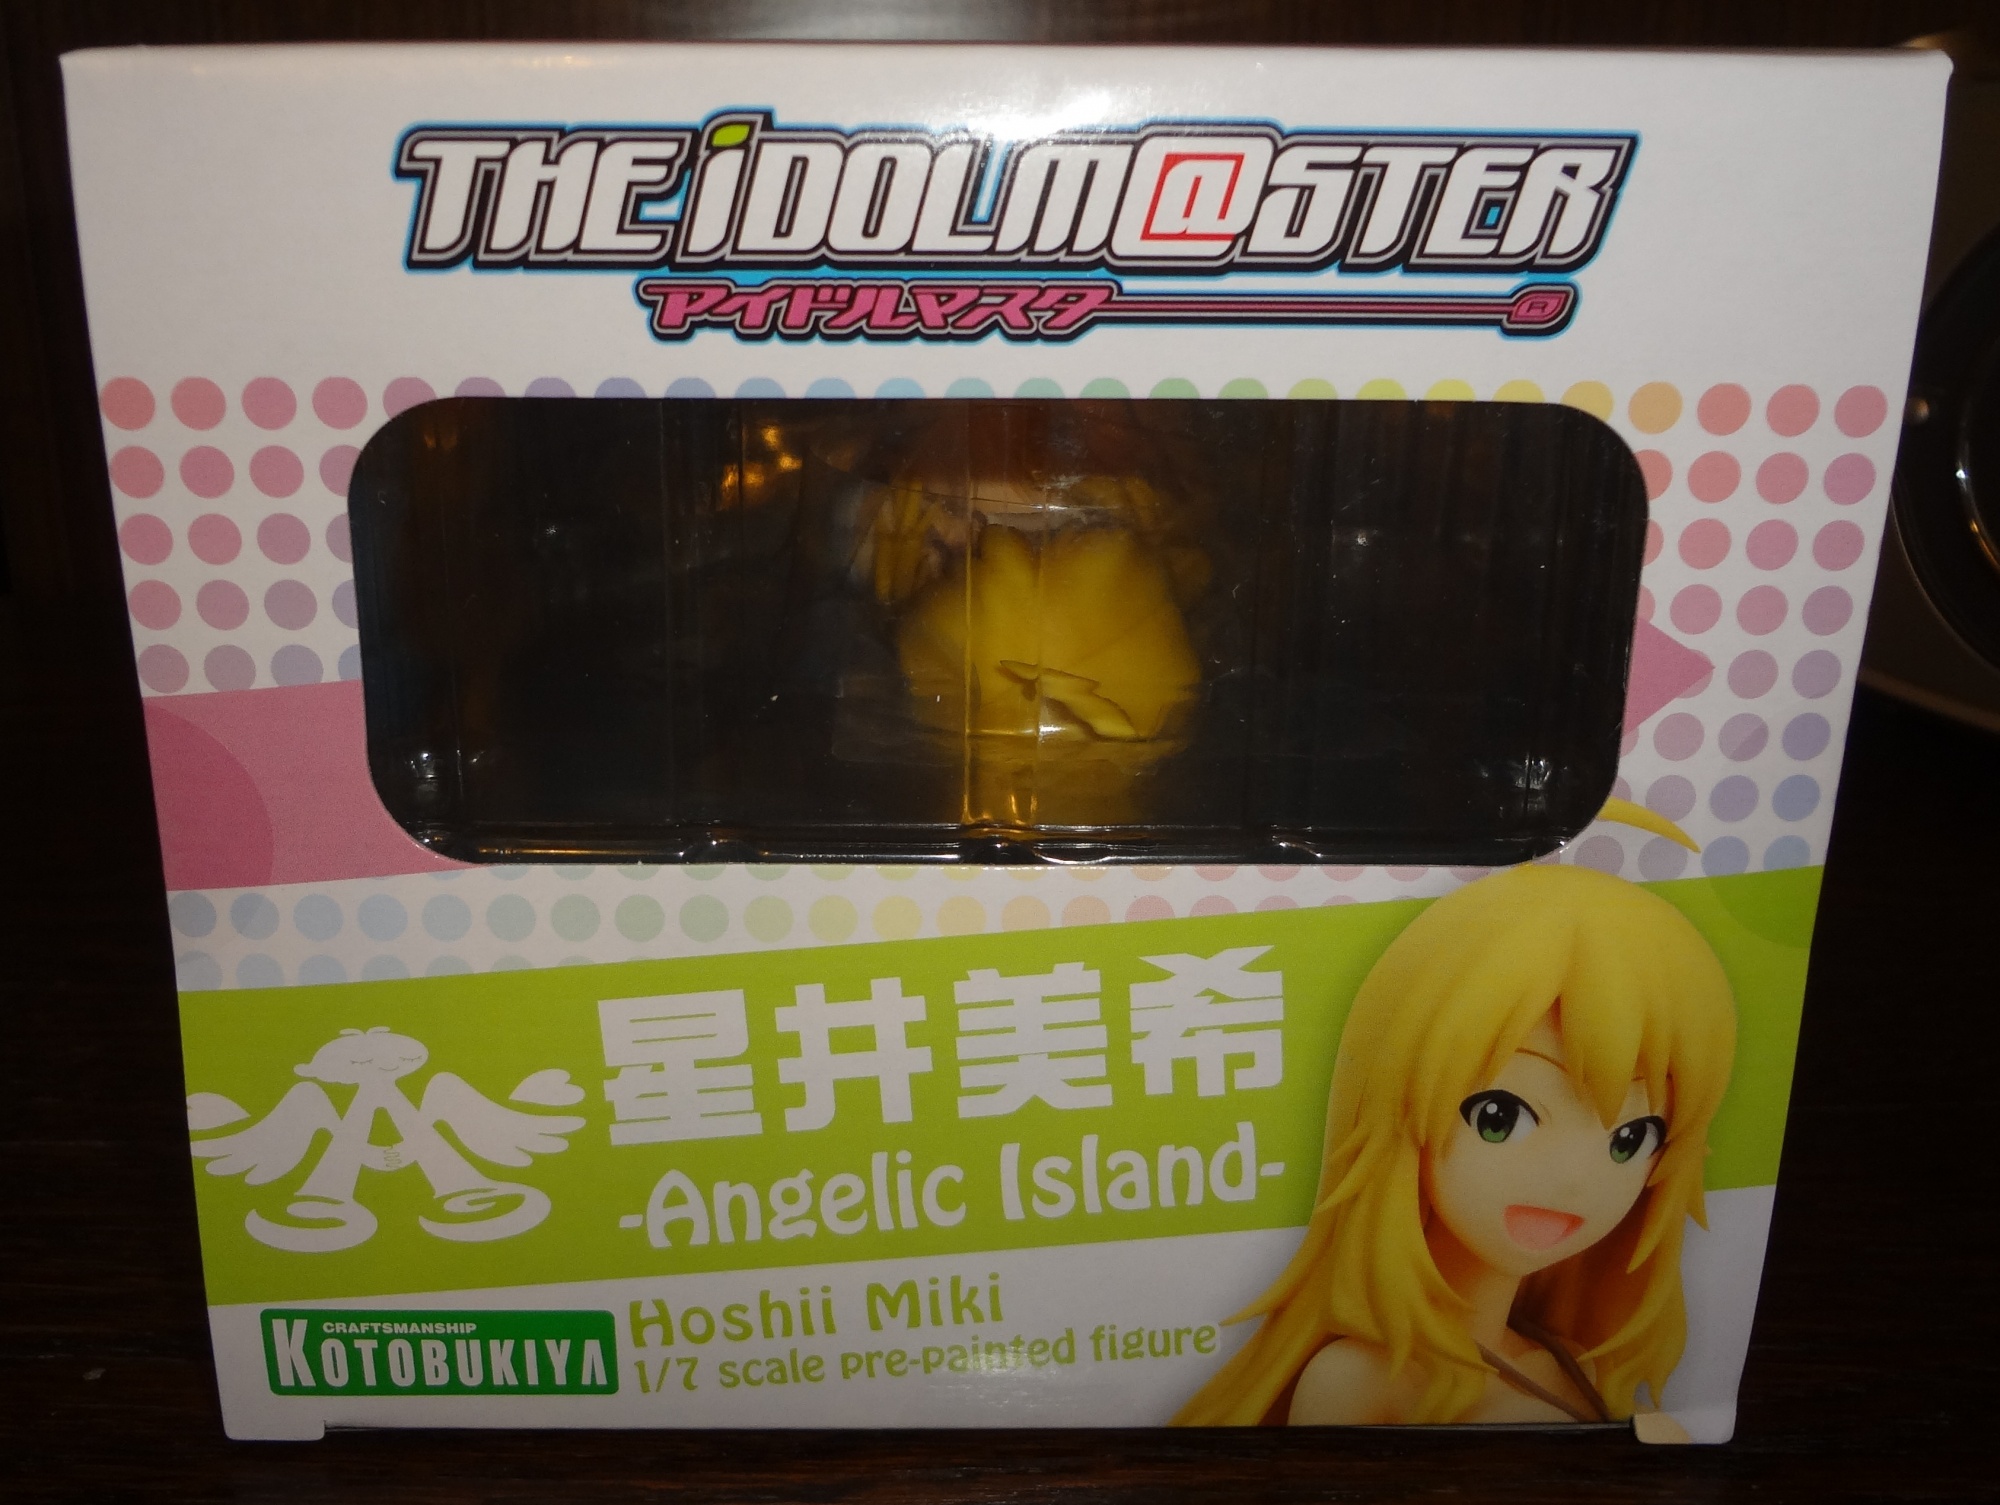 THE iDOLM@STER
アイドルマスター
R
星井美希
-Angelic Island-
Hoshii Miki
1/7 scale pre-painted figure
CRAFTSMANSHIP
KOTOBUKIYA